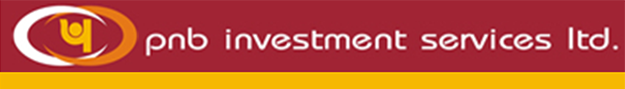 पु pnb investment services ltd.